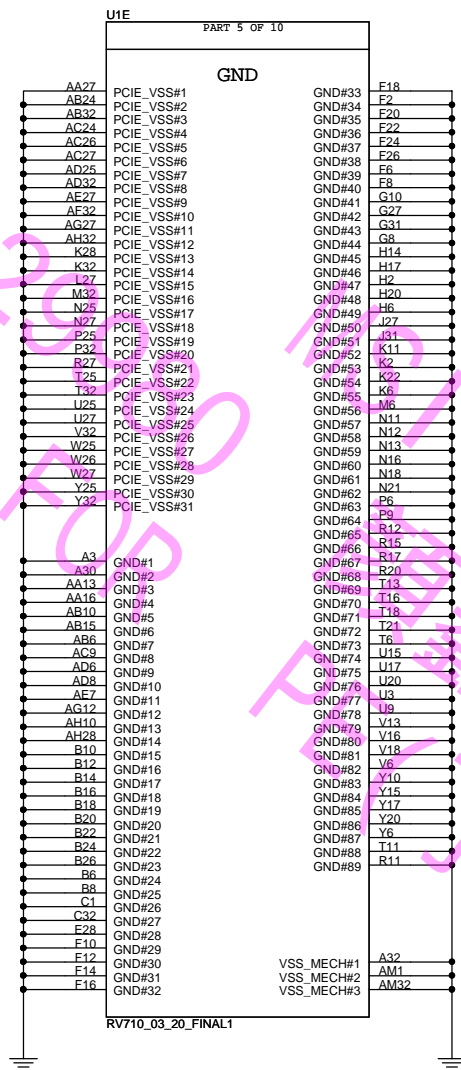 U1E
PART 5 OF 10
GND
AA27 PCIE_VSS#1
AB24 PCIE_VSS#2
AB32 PCIE_VSS#3
AC24 PCIE_VSS#4
AC26 PCIE_VSS#5
AC27 PCIE_VSS#6
AD25 PCIE_VSS#7
AD32 PCIE_VSS#8
AE27 PCIE_VSS#9
AF32 PCIE_VSS#10
AG27 PCIE_VSS#11
AH32 PCIE_VSS#12
K28 PCIE_VSS#13
K32 PCIE_VSS#14
L27 PCIE_VSS#15
M32 PCIE_VSS#16
N25 PCIE_VSS#17
N27 PCIE_VSS#18
P25 PCIE_VSS#19
P32 PCIE_VSS#20
R27 PCIE_VSS#21
T25 PCIE_VSS#22
T32 PCIE_VSS#23
U25 PCIE_VSS#24
U27 PCIE_VSS#25
V32 PCIE_VSS#26
W25 PCIE_VSS#27
W26 PCIE_VSS#28
W27 PCIE_VSS#29
Y25 PCIE_VSS#30
Y32 PCIE_VSS#31
A3 GND#1
A30 GND#2
AA13 GND#3
AA16 GND#4
AB10 GND#5
AB15 GND#6
AB6 GND#7
AC9 GND#8
AD6 GND#9
AD8 GND#10
AE7 GND#11
AG12 GND#12
AH10 GND#13
AH28 GND#14
B10 GND#15
B12 GND#16
B14 GND#17
B16 GND#18
B18 GND#19
B20 GND#20
B22 GND#21
B24 GND#22
B26 GND#23
B6 GND#24
B8 GND#25
C1 GND#26
C32 GND#27
E28 GND#28
F10 GND#29
F12 GND#30
F14 GND#31
F16 GND#32
GND#33 F18
GND#34 F2
GND#35 F20
GND#36 F22
GND#37 F24
GND#38 F26
GND#39 F6
GND#40 F8
GND#41 G10
GND#42 G27
GND#43 G31
GND#44 G8
GND#45 H14
GND#46 H17
GND#47 H2
GND#48 H20
GND#49 H6
GND#50 J27
GND#51 J31
GND#52 K11
GND#53 K2
GND#54 K22
GND#55 K6
GND#56 M6
GND#57 N11
GND#58 N12
GND#59 N13
GND#60 N16
GND#61 N18
GND#62 N21
GND#63 P6
GND#64 P9
GND#65 R12
GND#66 R15
GND#67 R17
GND#68 R20
GND#69 T13
GND#70 T16
GND#71 T18
GND#72 T21
GND#73 T6
GND#74 U15
GND#75 U17
GND#76 U20
GND#77 U3
GND#78 U9
GND#79 V13
GND#80 V16
GND#81 V18
GND#82 V6
GND#83 Y10
GND#84 Y15
GND#85 Y17
GND#86 Y20
GND#87 Y6
GND#88 T11
GND#89 R11
VSS_MECH#1 A32
VSS_MECH#2 AM1
VSS_MECH#3 AM32
RV710_03_20_FINAL1
FOR